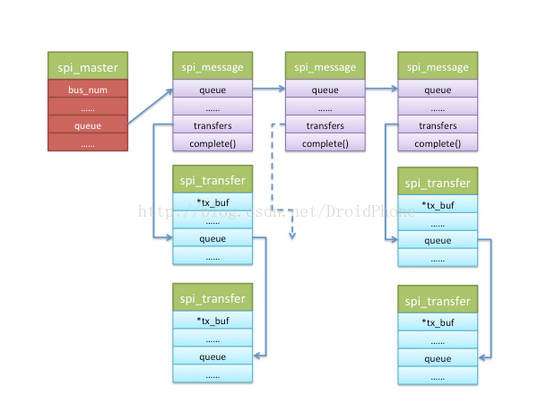 spi_master
bus_num
......
queue
......
spi_message
queue
......
transfers
complete()
spi_message
queue
......
transfers
complete()
spi_message
queue
......
transfers
complete()
spi_transfer
*tx_buf
......
queue
......
spi_transfer
*tx_buf
......
queue
......
http://blog.csdn.net/DroidPhone
spi_transfer
*tx_buf
......
queue
......
spi_transfer
*tx_buf
......
queue
......